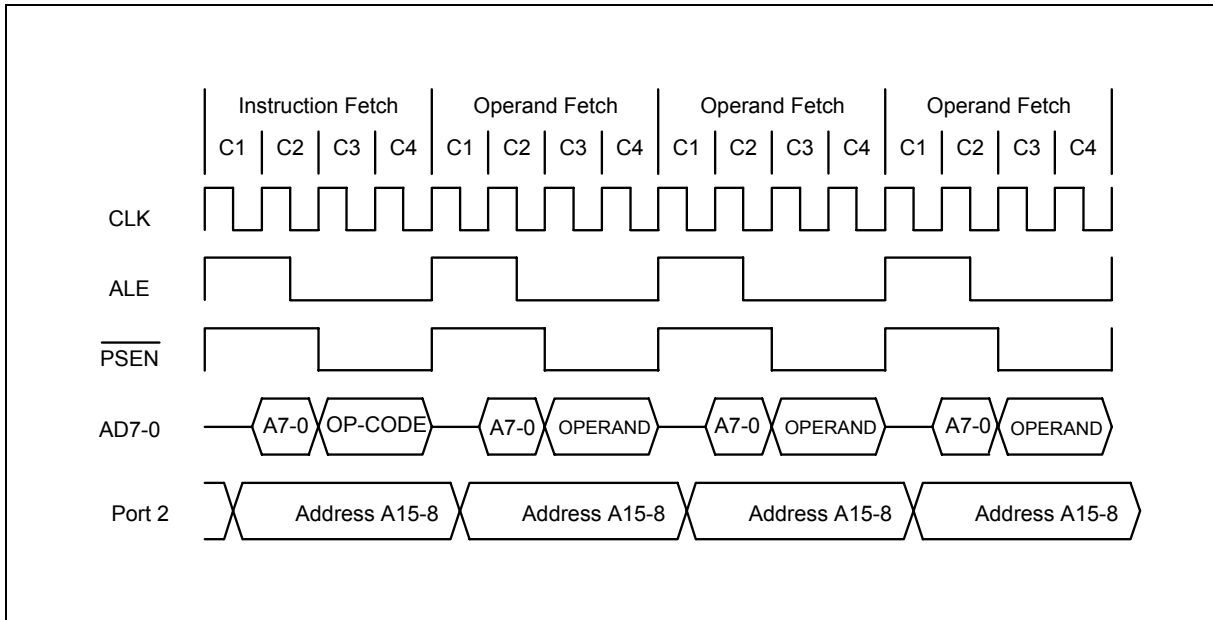 Instruction Fetch Operand Fetch Operand Fetch Operand Fetch
C1 C2 C3 C4 C1 C2 C3 C4 C1 C2 C3 C4 C1 C2 C3 C4
CLK
ALE
PSEN
AD7-0 A7-0 OP-CODE A7-0 OPERAND A7-0 OPERAND A7-0 OPERAND
Port 2 Address A15-8 Address A15-8 Address A15-8 Address A15-8